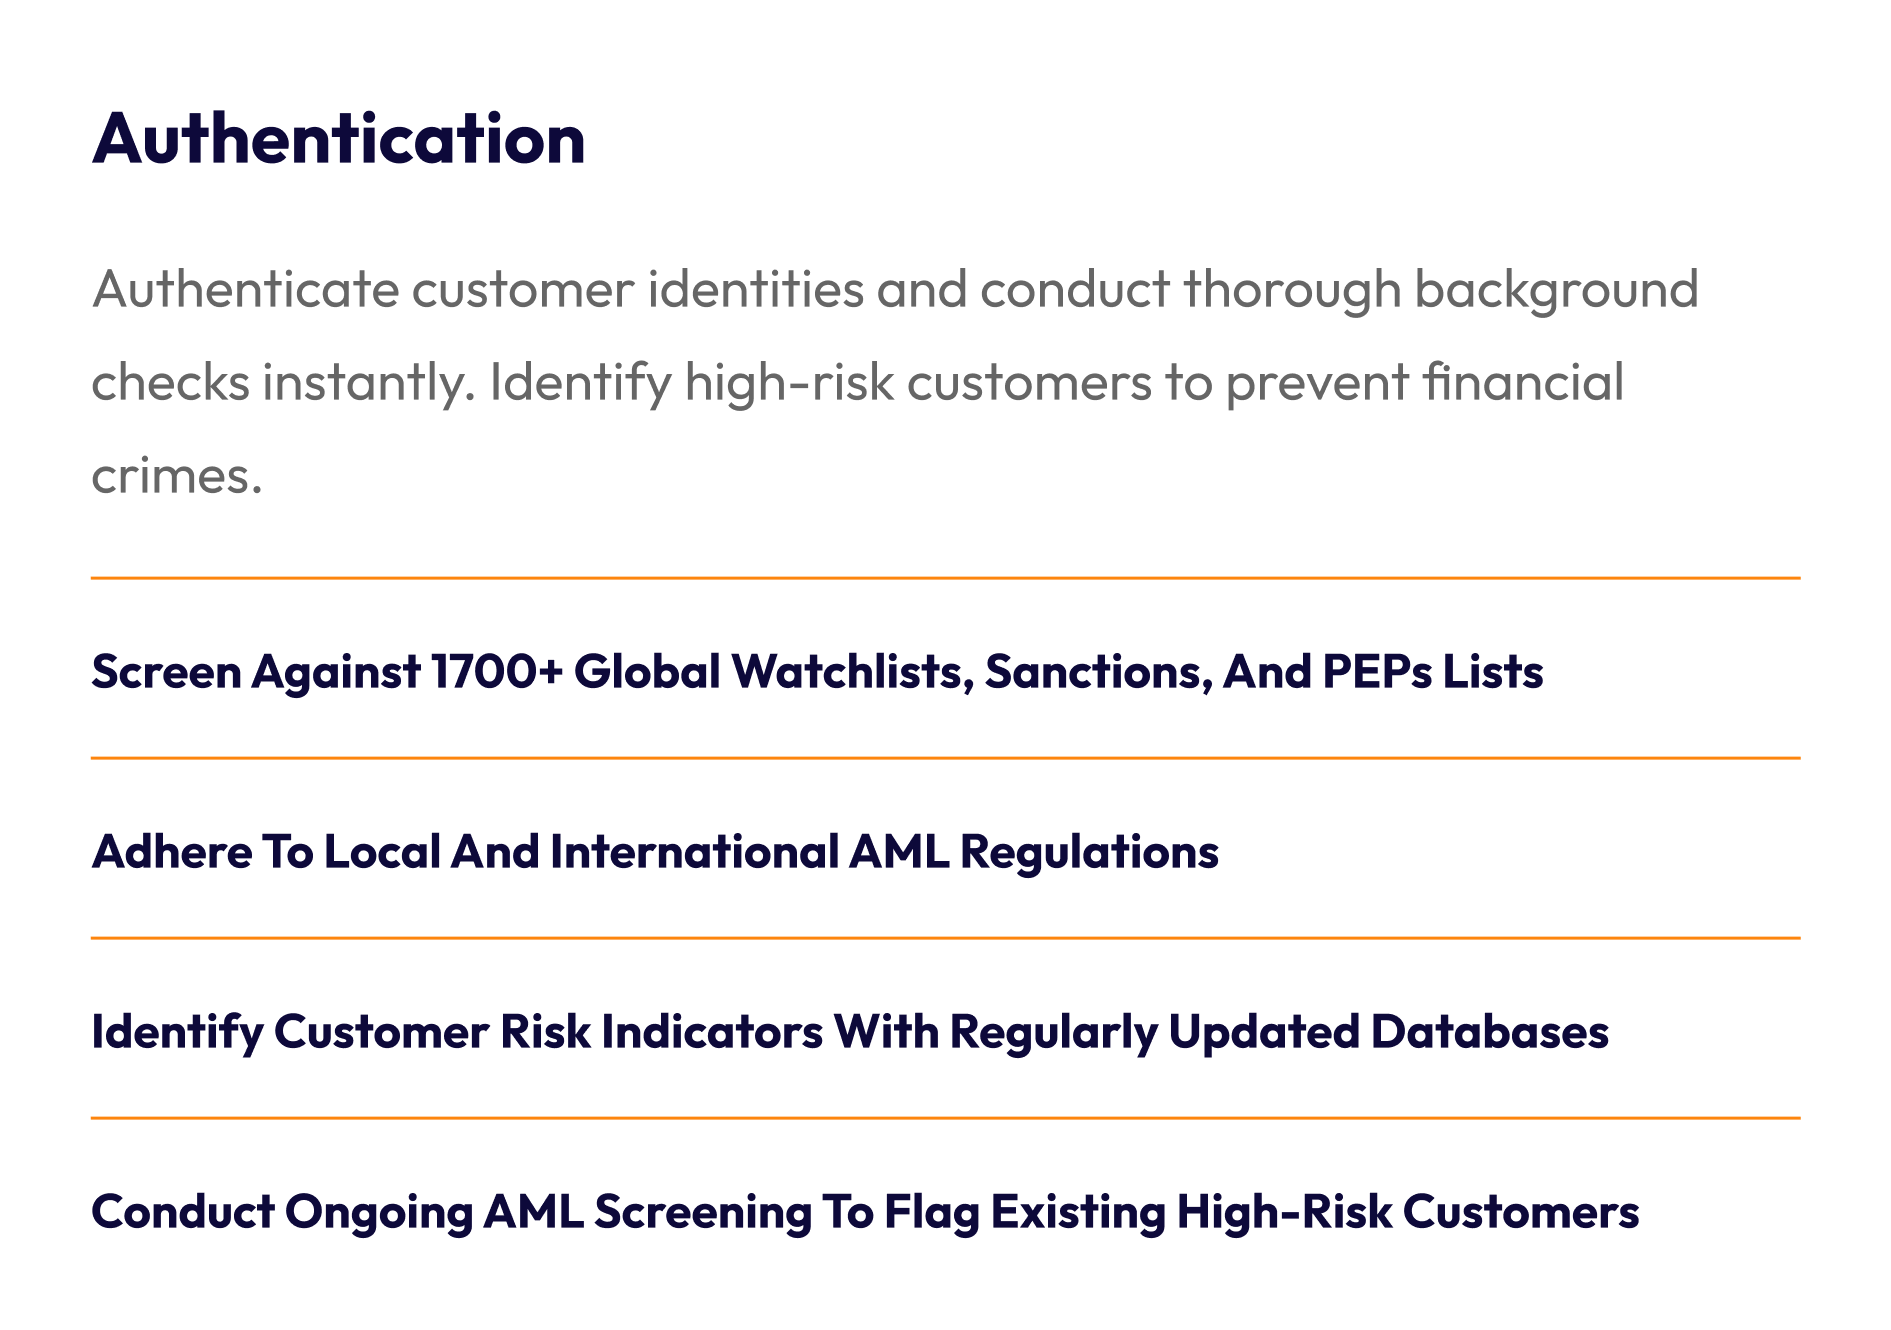 Authentication
Authenticate customer identities and conduct thorough background
checks instantly. Identify high-risk customers to prevent financial
crimes.
Screen Against 1700+ Global Watchlists, Sanctions, And PEPs Lists
Adhere To Local And International AML Regulations
Identify Customer Risk Indicators With Regularly Updated Databases
Conduct Ongoing AML Screening To Flag Existing High-Risk Customers